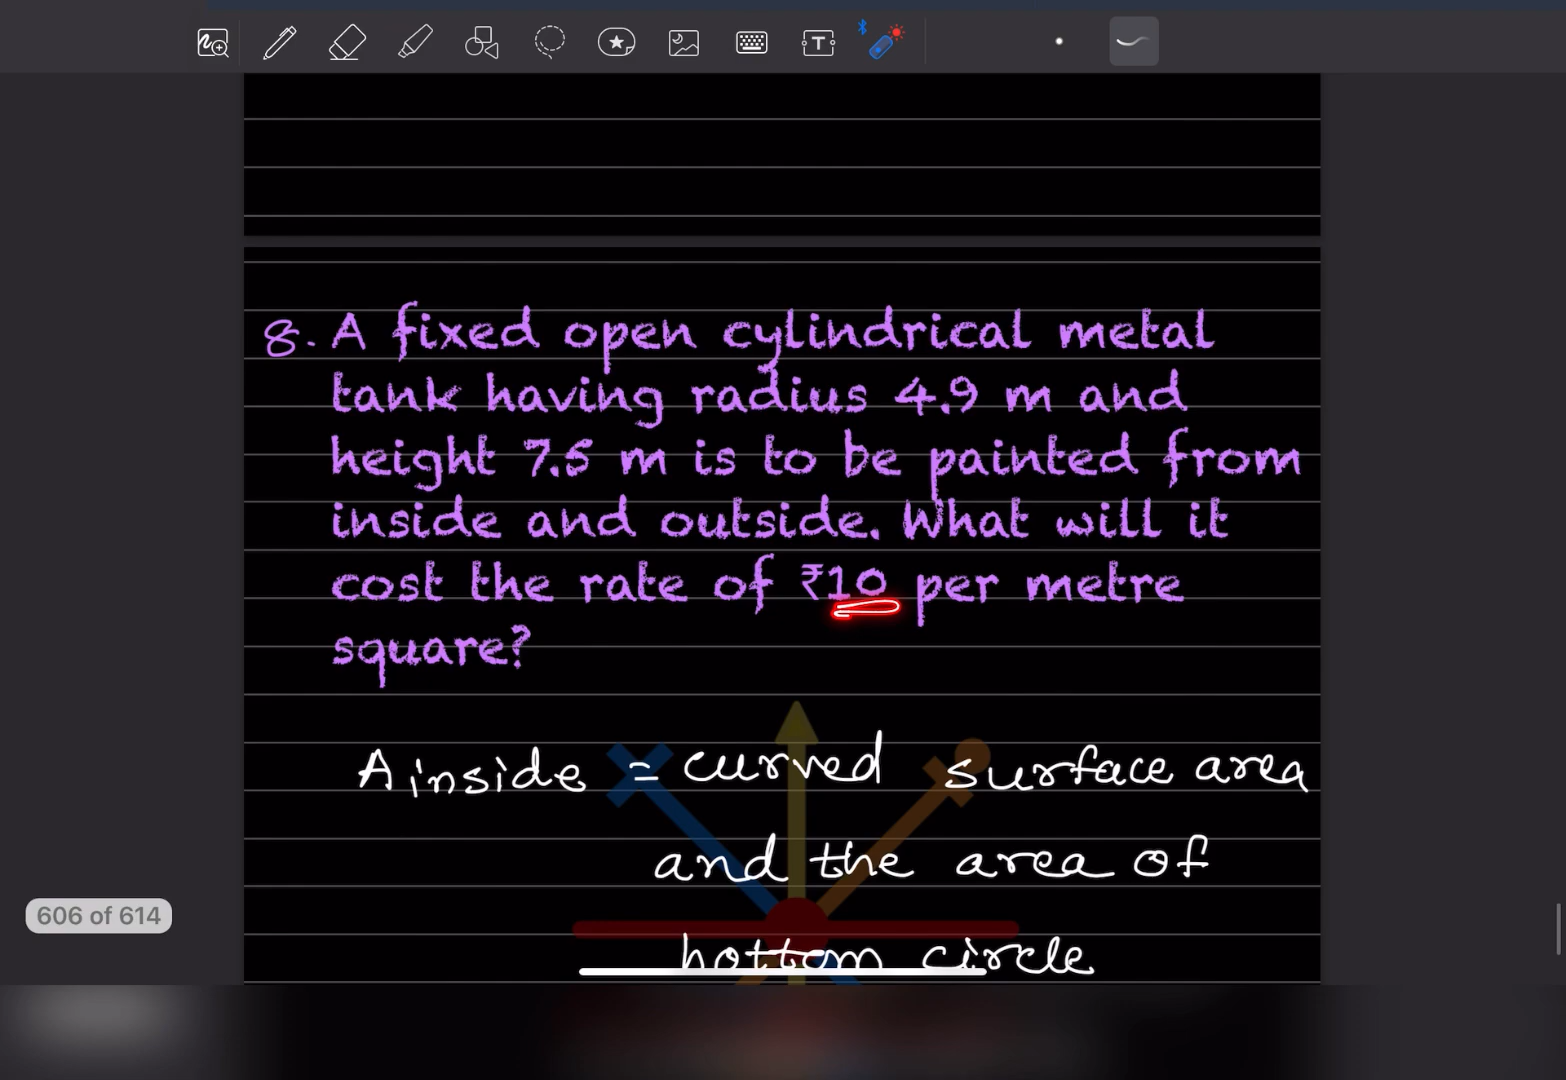 8. A fixed open cylindrical metal
tank having radius 4.9 m and
height 7.5 m is to be painted from
inside and outside. What will it
cost the rate of ₹10 per metre
square?
A inside = curved surface area
and the area of
bottom circle
606 of 614